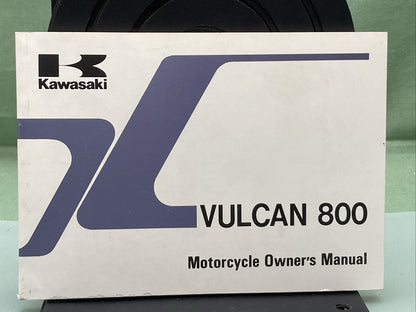 Kawasaki
VULCAN 800
Motorcycle Owner's Manual